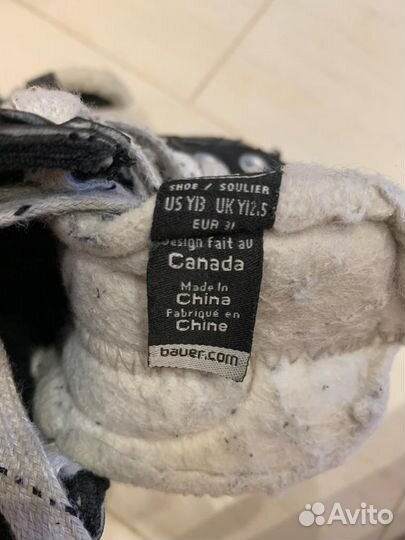 SHOE / SOULIER
US Y13 UK Y12.5
EUR 31
Design fait au
Canada
Made in
China
Fabriqué en
Chine
bauer.com
Avito